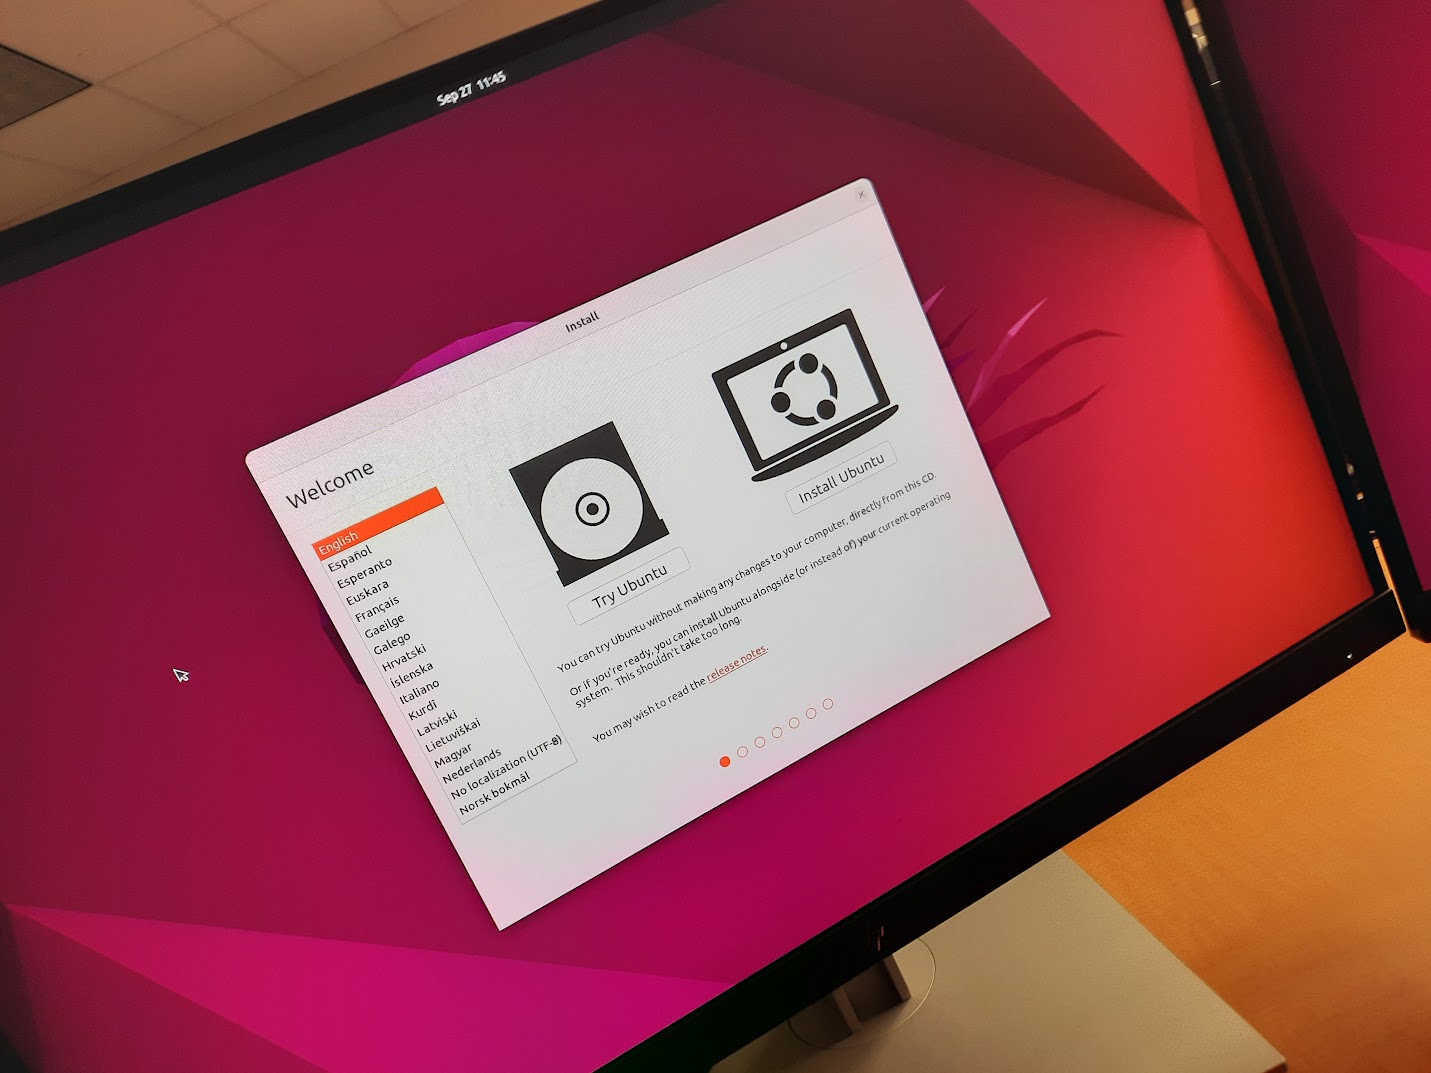 Sep 27 11:45
Install
Welcome
English
Español
Esperanto
Euskara
Français
Gaeilge
Galego
Hrvatski
Íslenska
Italiano
Kurdî
Latviski
Lietuviškai
Magyar
Nederlands
No localization (UTF-8)
Norsk bokmål
Try Ubuntu
Install Ubuntu
You can try Ubuntu without making any changes to your computer, directly from this CD.
Or if you're ready, you can install Ubuntu alongside (or instead of) your current operating
system. This shouldn't take too long.
You may wish to read the release notes.
hp